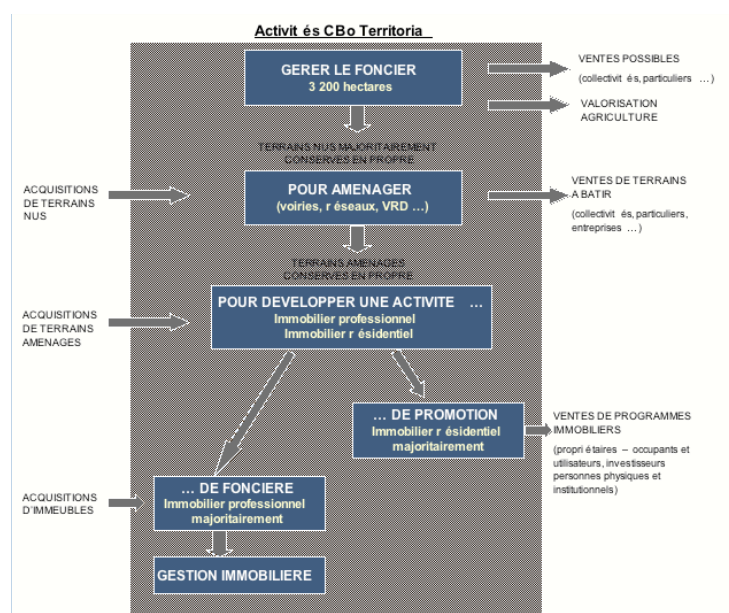 Activit és CBo Territoria
GERER LE FONCIER
3 200 hectares
VENTES POSSIBLES
(collectivit és, particuliers …)
VALORISATION
AGRICULTURE
TERRAINS NUS MAJORITAIREMENT
CONSERVES EN PROPRE
ACQUISITIONS
DE TERRAINS
NUS
POUR AMENAGER
(voiries, r éseaux, VRD …)
VENTES DE TERRAINS
A BATIR
(collectivit és, particuliers,
entreprises …)
TERRAINS AMENAGES
CONSERVES EN PROPRE
ACQUISITIONS
DE TERRAINS
AMENAGES
POUR DEVELOPPER UNE ACTIVITE …
Immobilier professionnel
Immobilier r ésidentiel
… DE PROMOTION
Immobilier r ésidentiel
majoritairement
VENTES DE PROGRAMMES
IMMOBILIERS
(propri étaires – occupants et
utilisateurs, investisseurs
personnes physiques et
institutionnels)
ACQUISITIONS
D'IMMEUBLES
… DE FONCIERE
Immobilier professionnel
majoritairement
GESTION IMMOBILIERE